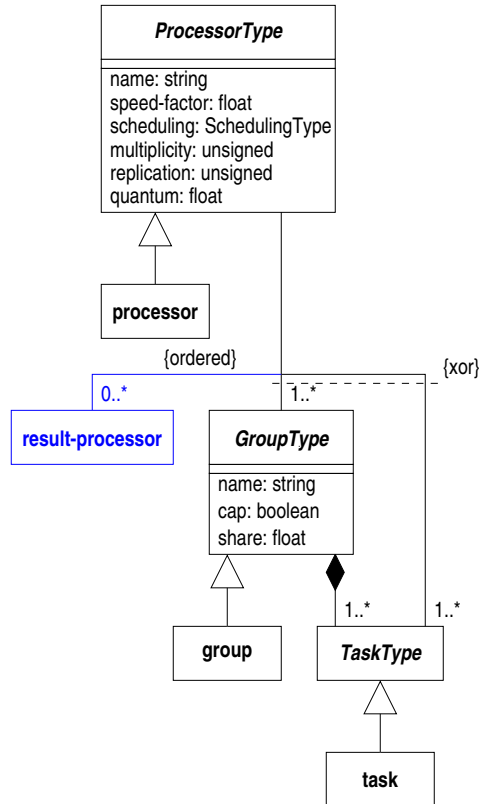 ProcessorType
name: string
speed-factor: float
scheduling: SchedulingType
multiplicity: unsigned
replication: unsigned
quantum: float
processor
{ordered}
{xor}
0..*
1..*
result-processor
GroupType
name: string
cap: boolean
share: float
1..*
1..*
group
TaskType
task